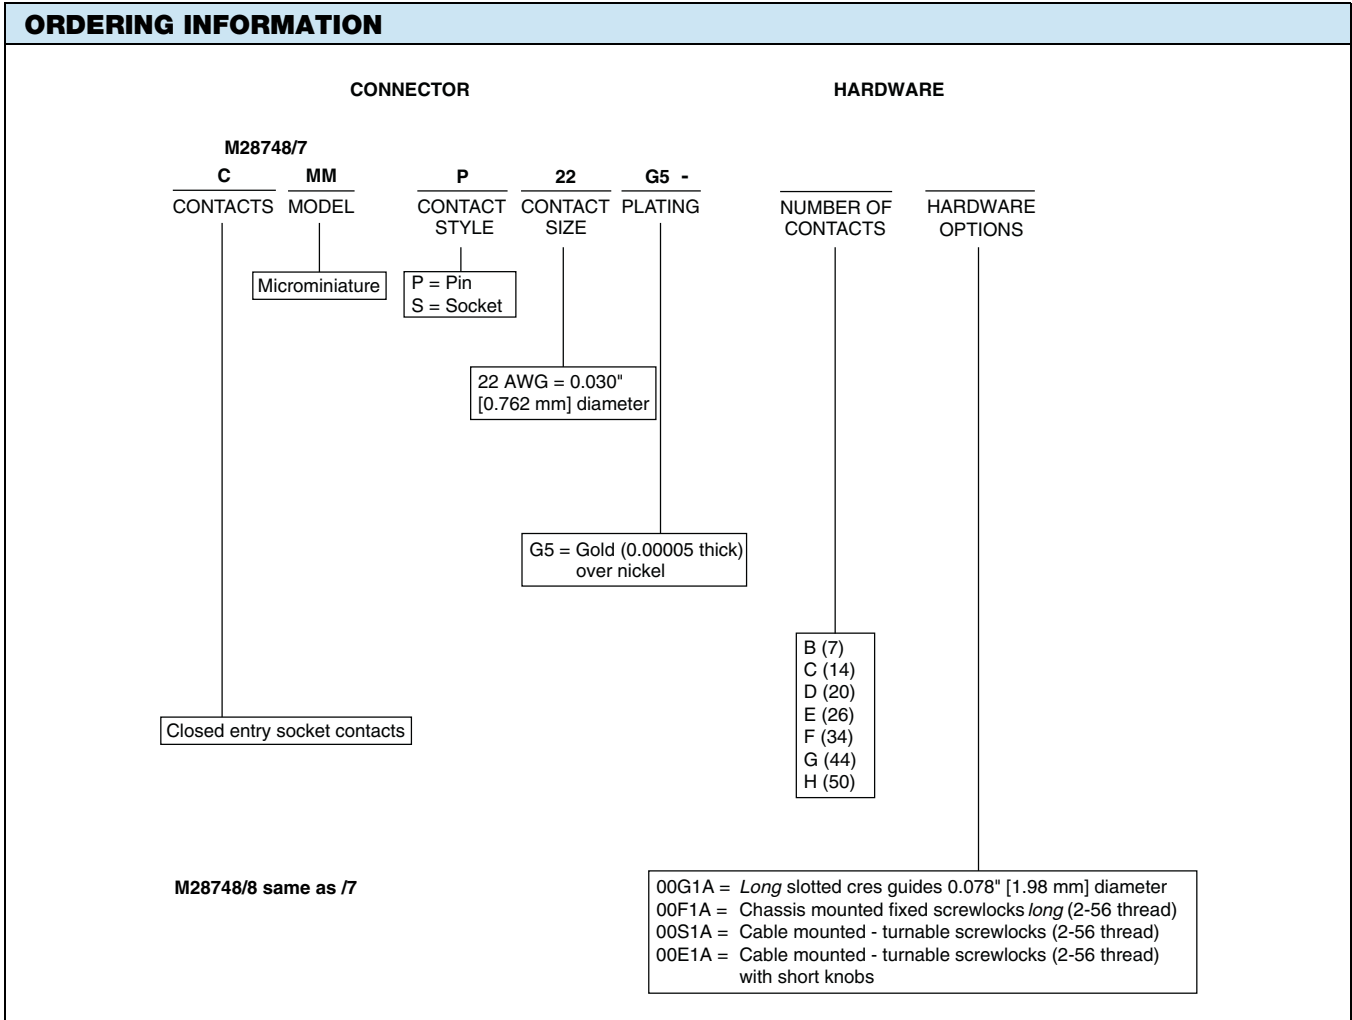 ORDERING INFORMATION
CONNECTOR
HARDWARE
M28748/7
C MM P 22 G5 -
CONTACTS MODEL CONTACT STYLE CONTACT SIZE PLATING
NUMBER OF CONTACTS
HARDWARE OPTIONS
Microminiature
P = Pin
S = Socket
22 AWG = 0.030"
[0.762 mm] diameter
G5 = Gold (0.00005 thick)
over nickel
B (7)
C (14)
D (20)
E (26)
F (34)
G (44)
H (50)
Closed entry socket contacts
M28748/8 same as /7
00G1A = Long slotted cres guides 0.078" [1.98 mm] diameter
00F1A = Chassis mounted fixed screwlocks long (2-56 thread)
00S1A = Cable mounted - turnable screwlocks (2-56 thread)
00E1A = Cable mounted - turnable screwlocks (2-56 thread)
with short knobs